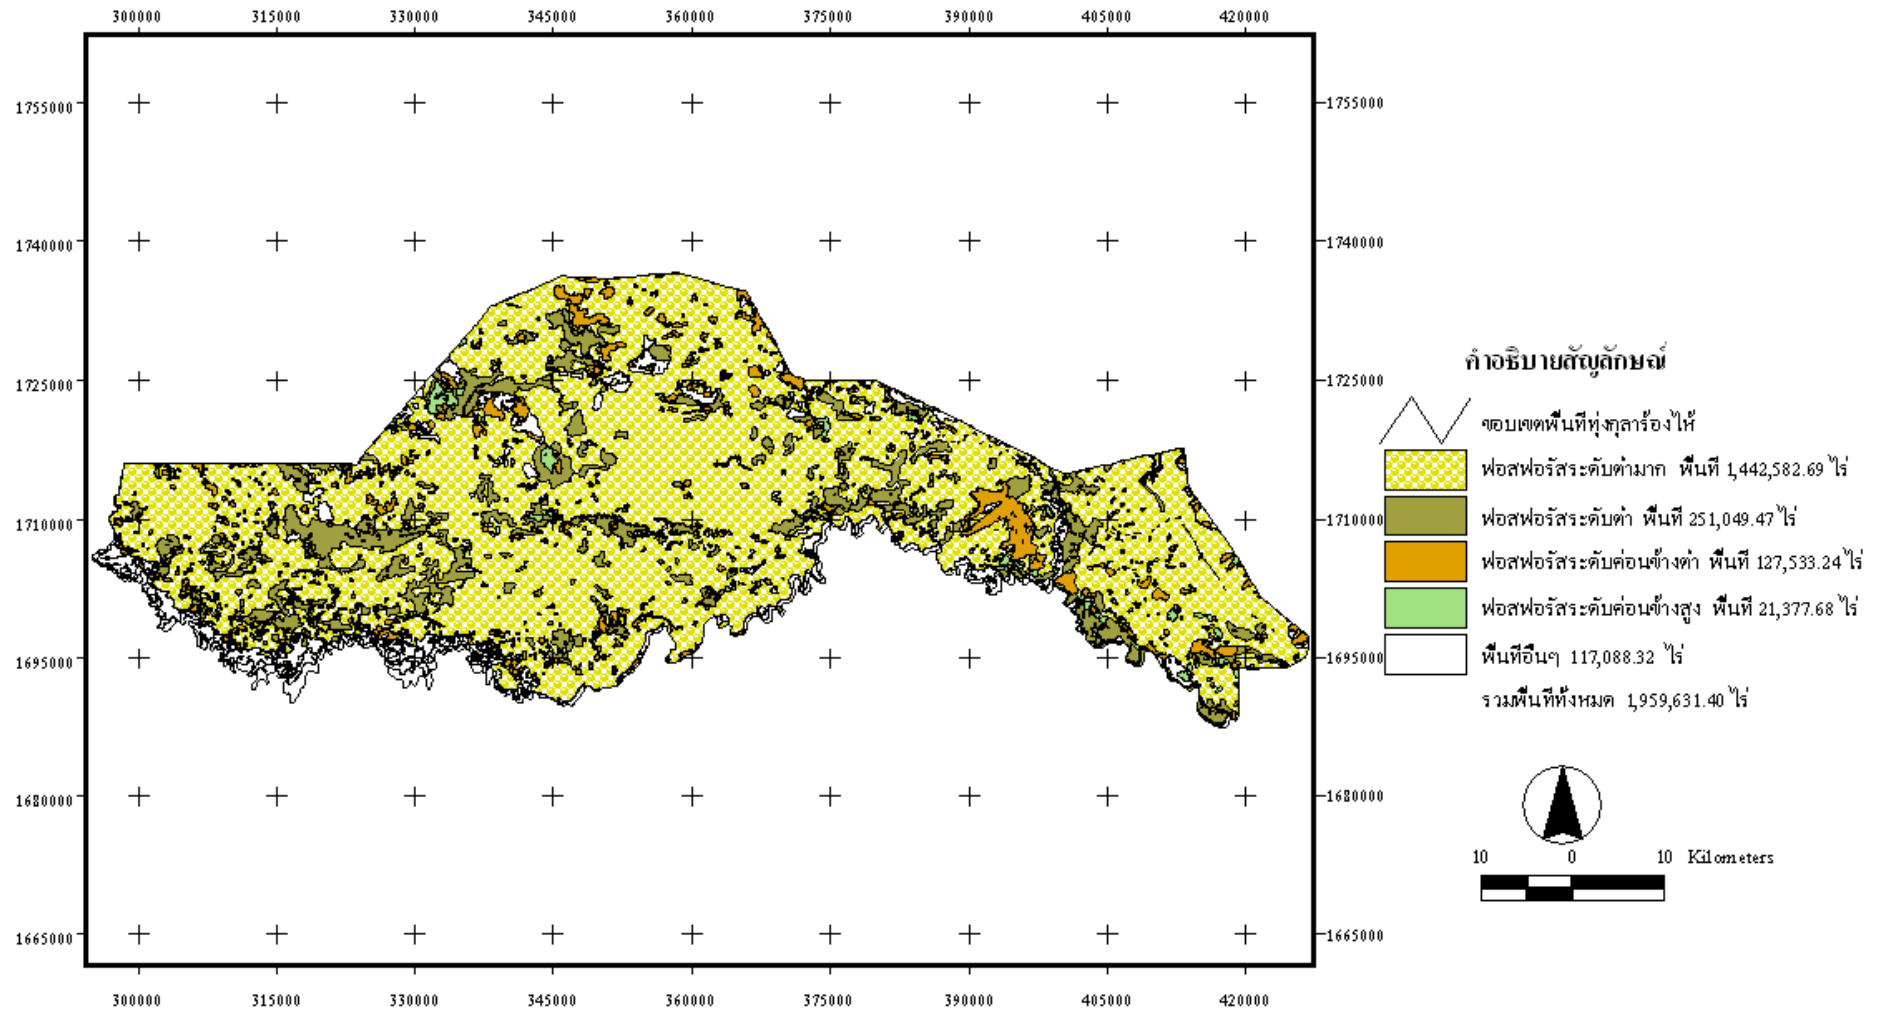 300000 315000 330000 345000 360000 375000 390000 405000 420000
1755000 1755000
1740000 1740000
1725000 1725000
1710000 1710000
1695000 1695000
1680000 1680000
1665000 1665000
300000 315000 330000 345000 360000 375000 390000 405000 420000
คำอธิบายสัญลักษณ์
ขอบเขตพื้นที่ทุ่งกุลาร้องไห้
ฟอสฟอรัสระดับต่ำมาก พื้นที่ 1,442,582.69 ไร่
ฟอสฟอรัสระดับต่ำ พื้นที่ 251,049.47 ไร่
ฟอสฟอรัสระดับค่อนข้างต่ำ พื้นที่ 127,533.24 ไร่
ฟอสฟอรัสระดับค่อนข้างสูง พื้นที่ 21,377.68 ไร่
พื้นที่อื่นๆ 117,088.32 ไร่
รวมพื้นที่ทั้งหมด 1,959,631.40 ไร่
10 0 10 Kilometers